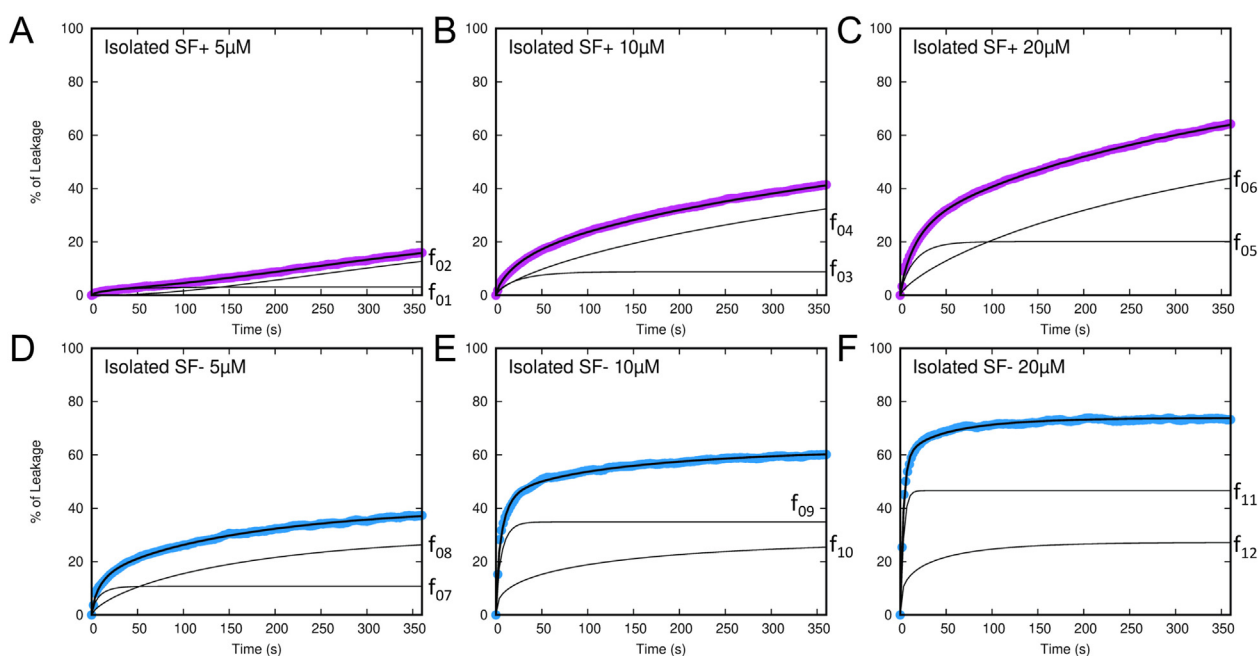 A
Isolated SF+ 5µM
100
80
60
40
20
0
% of Leakage
0 50 100 150 200 250 300 350
Time (s)
f02
f01
B
Isolated SF+ 10µM
100
80
60
40
20
0
0 50 100 150 200 250 300 350
Time (s)
f04
f03
C
Isolated SF+ 20µM
100
80
60
40
20
0
0 50 100 150 200 250 300 350
Time (s)
f06
f05
D
Isolated SF- 5µM
100
80
60
40
20
0
% of Leakage
0 50 100 150 200 250 300 350
Time (s)
f08
f07
E
Isolated SF- 10µM
100
80
60
40
20
0
0 50 100 150 200 250 300 350
Time (s)
f09
f10
F
Isolated SF- 20µM
100
80
60
40
20
0
0 50 100 150 200 250 300 350
Time (s)
f11
f12